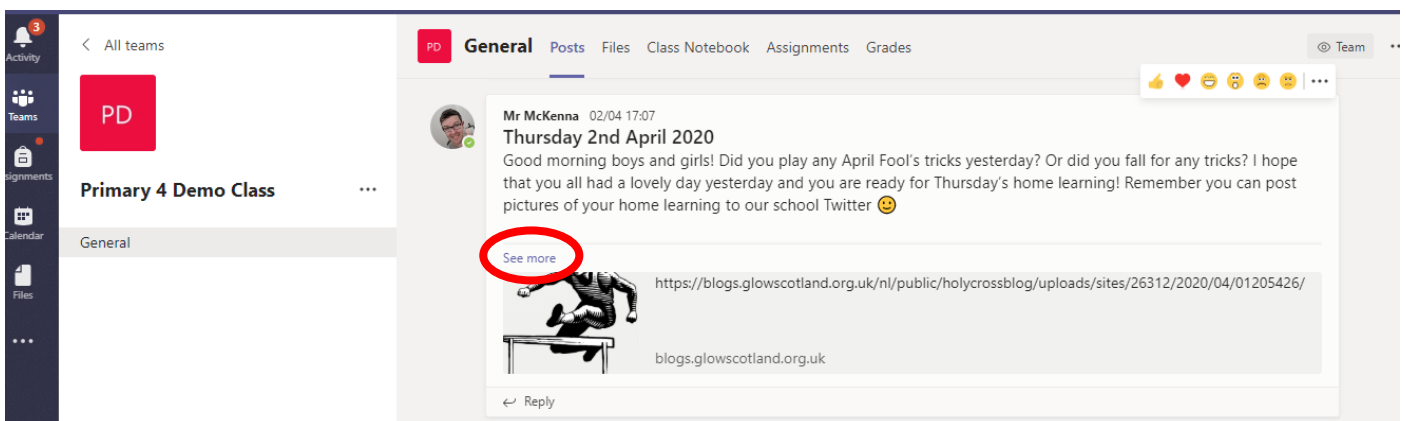 3
Activity
Teams
signments
Calendar
Files
All teams
PD
Primary 4 Demo Class
General
PD General Posts Files Class Notebook Assignments Grades
Team
Mr McKenna 02/04 17:07
Thursday 2nd April 2020
Good morning boys and girls! Did you play any April Fool's tricks yesterday? Or did you fall for any tricks? I hope
that you all had a lovely day yesterday and you are ready for Thursday's home learning! Remember you can post
pictures of your home learning to our school Twitter
See more
https://blogs.glowscotland.org.uk/nl/public/holycrossblog/uploads/sites/26312/2020/04/01205426/
blogs.glowscotland.org.uk
Reply